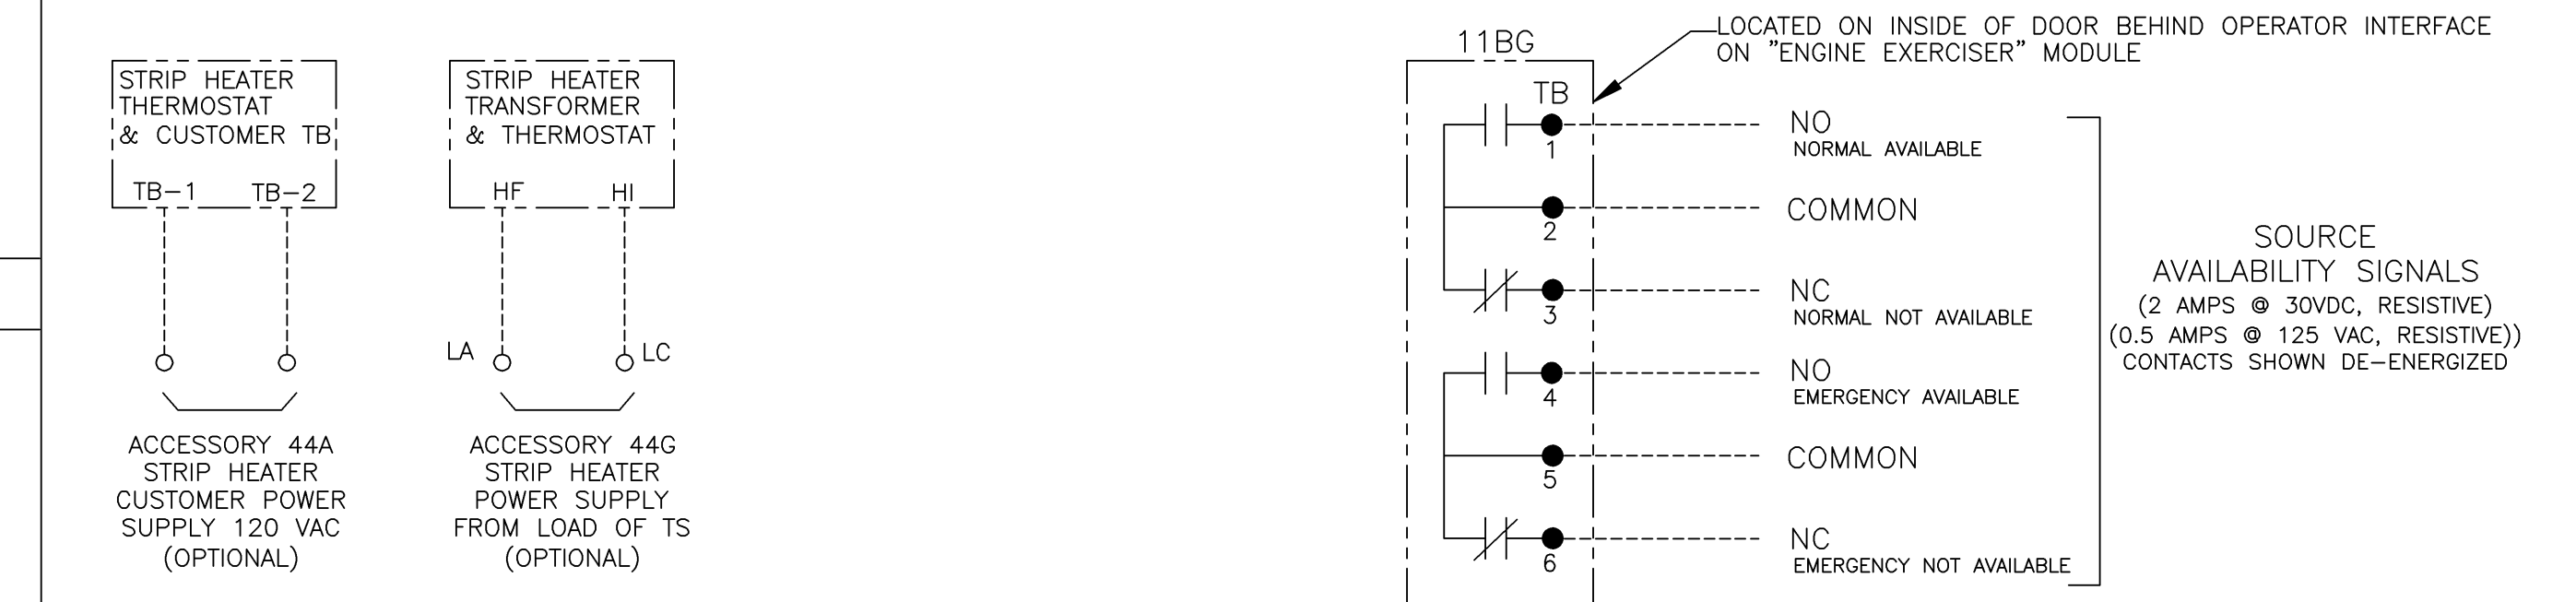 STRIP HEATER
THERMOSTAT
& CUSTOMER TB
TB-1 TB-2
ACCESSORY 44A
STRIP HEATER
CUSTOMER POWER
SUPPLY 120 VAC
(OPTIONAL)
STRIP HEATER
TRANSFORMER
& THERMOSTAT
HF HI
LA LC
ACCESSORY 44G
STRIP HEATER
POWER SUPPLY
FROM LOAD OF TS
(OPTIONAL)
11BG
LOCATED ON INSIDE OF DOOR BEHIND OPERATOR INTERFACE
ON "ENGINE EXERCISER" MODULE
TB
1
NO
NORMAL AVAILABLE
2
COMMON
3
NC
NORMAL NOT AVAILABLE
4
NO
EMERGENCY AVAILABLE
5
COMMON
6
NC
EMERGENCY NOT AVAILABLE
SOURCE
AVAILABILITY SIGNALS
(2 AMPS @ 30VDC, RESISTIVE)
(0.5 AMPS @ 125 VAC, RESISTIVE))
CONTACTS SHOWN DE-ENERGIZED